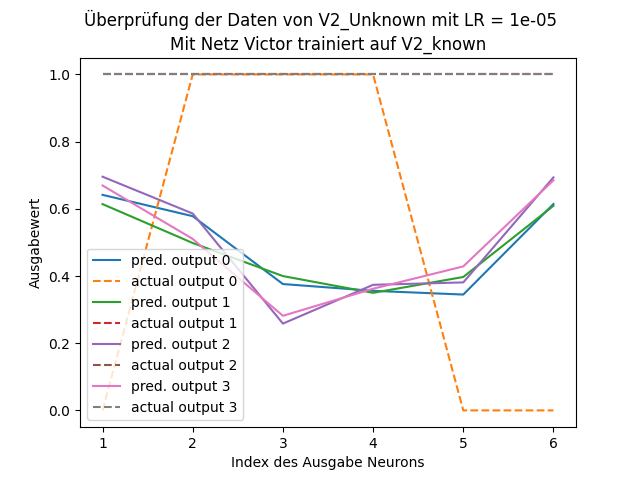 Überprüfung der Daten von V2_Unknown mit LR = 1e-05
Mit Netz Victor trainiert auf V2_known
Ausgabewert
1.0
0.8
0.6
0.4
0.2
0.0
pred. output 0
actual output 0
pred. output 1
actual output 1
pred. output 2
actual output 2
pred. output 3
actual output 3
1 2 3 4 5 6
Index des Ausgabe Neurons